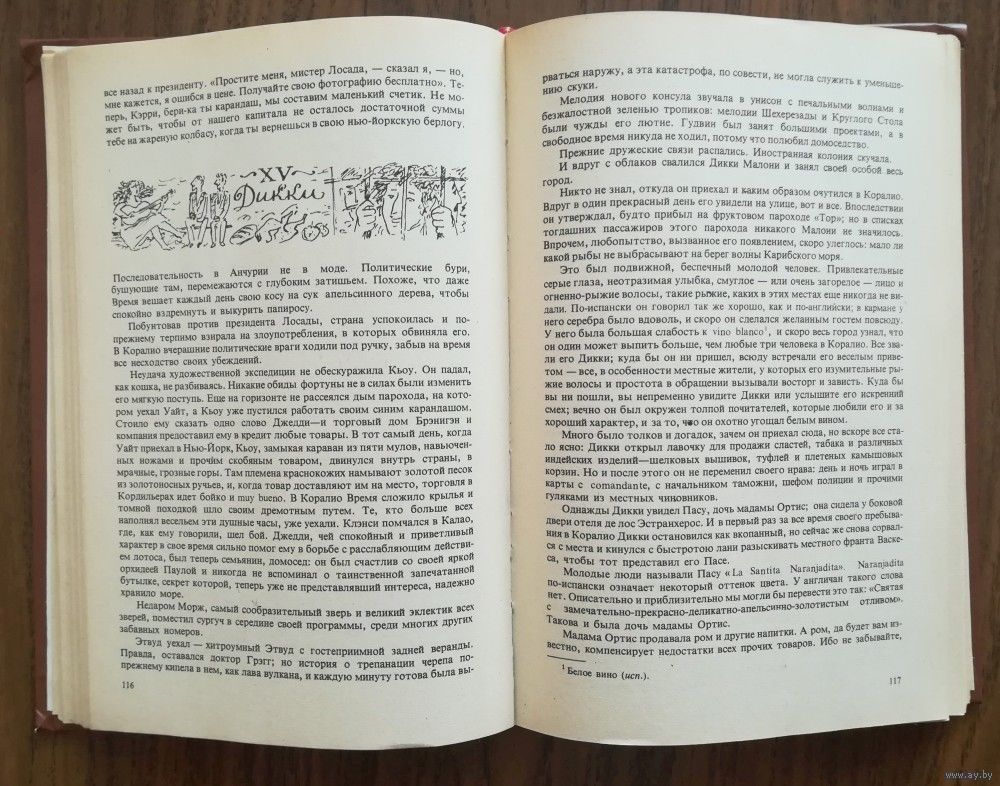 все назад к президенту. «Простите меня, мистер Лосада, — сказал я, — но,
мне кажется, я ошибся в цене. Получайте свою фотографию бесплатно». Те-
перь, Кэрри, бери-ка ты карандаш, мы составим маленький счетик. Не мо-
жет быть, чтобы от нашего капитала не осталось достаточной суммы
тебе на жареную колбасу, когда ты вернешься в свою нью-йоркскую берлогу.
~XV~
Дикки
Последовательность в Анчурии не в моде. Политические бури,
бушующие там, перемежаются с глубоким затишьем. Похоже, что даже
Время вешает каждый день свою косу на сук апельсинного дерева, чтобы
спокойно вздремнуть и выкурить папиросу.
Побунтовав против президента Лосады, страна успокоилась и по-
прежнему терпимо взирала на злоупотребления, в которых обвиняла его.
В Коралио вчерашние политические враги ходили под ручку, забыв на время
все несходство своих убеждений.
Неудача художественной экспедиции не обескуражила Кьоу. Он падал,
как кошка, не разбиваясь. Никакие обиды фортуны не в силах были изменить
его мягкую поступь. Еще на горизонте не рассеялся дым парохода, на кото-
ром уехал Уайт, а Кьоу уже пустился работать своим синим карандашом.
Стоило ему сказать одно слово Джедди—и торговый дом Брэнигэн и
компания предоставил ему в кредит любые товары. В тот самый день, когда
Уайт приехал в Нью-Йорк, Кьоу, замыкая караван из пяти мулов, навьючен-
ных ножами и прочим скобяным товаром, двинулся внутрь страны, в
мрачные, грозные горы. Там племена краснокожих намывают золотой песок
из золотоносных ручьев, и, когда товар доставляют им на место, торговля в
Кордильерах идет бойко и muy bueno. В Коралио Время сложило крылья и
томной походкой шло своим дремотным путем. Те, кто больше всех
наполнял весельем эти душные часы, уже уехали. Клэнси помчался в Калао,
где, как ему говорили, шел бой. Джедди, чей спокойный и приветливый
характер в свое время сильно помог ему в борьбе с расслабляющим действи-
ем лотоса, был теперь семьянин, домосед: он был счастлив со своей яркой
орхидеей Паулой и никогда не вспоминал о таинственной запечатанной
бутылке, секрет которой, теперь уже не представлявший интереса, надежно
хранило море.
Недаром Морж, самый сообразительный зверь и великий эклектик всех
зверей, поместил сургуч в середине своей программы, среди многих других
забавных номеров.
Этвуд уехал — хитроумный Этвуд с гостеприимной задней веранды.
Правда, оставался доктор Грэгг; но история о трепанации черепа по-
прежнему кипела в нем, как лава вулкана, и каждую минуту готова была вы-
116
рваться наружу, а эта катастрофа, по совести, не могла служить к уменьше-
нию скуки.
Мелодия нового консула звучала в унисон с печальными волнами и
безжалостной зеленью тропиков: мелодии Шехерезады и Круглого Стола
были чужды его лютне. Гудвин был занят большими проектами, а в
свободное время никуда не ходил, потому что полюбил домоседство.
Прежние дружеские связи распались. Иностранная колония скучала.
И вдруг с облаков свалился Дикки Малони и занял своей особой весь
город.
Никто не знал, откуда он приехал и каким образом очутился в Коралио.
Вдруг в один прекрасный день его увидели на улице, вот и все. Впоследствии
он утверждал, будто прибыл на фруктовом пароходе «Тор»; но в списках
тогдашних пассажиров этого парохода никакого Малони не значилось.
Впрочем, любопытство, вызванное его появлением, скоро улеглось: мало ли
какой рыбы не выбрасывают на берег волны Карибского моря.
Это был подвижной, беспечный молодой человек. Привлекательные
серые глаза, неотразимая улыбка, смуглое — или очень загорелое — лицо и
огненно-рыжие волосы, такие рыжие, каких в этих местах еще никогда не ви-
дали. По-испански он говорил так же хорошо, как и по-английски; в кармане у
него серебра было вдоволь, и скоро он сделался желанным гостем повсюду.
У него была большая слабость к vino blanco¹, и скоро весь город узнал, что
он один может выпить больше, чем любые три человека в Коралио. Все зва-
ли его Дикки; куда бы он ни пришел, всюду встречали его веселым приве-
том — все, в особенности местные жители, у которых его изумительные ры-
жие волосы и простота в обращении вызывали восторг и зависть. Куда бы
вы ни пошли, вы непременно увидите Дикки или услышите его искренний
смех; вечно он был окружен толпой почитателей, которые любили его и за
хороший характер, и за то, что он охотно угощал белым вином.
Много было толков и догадок, зачем он приехал сюда, но вскоре все ста-
ло ясно: Дикки открыл лавочку для продажи сластей, табака и различных
индейских изделий—шелковых вышивок, туфлей и плетеных камышовых
корзин. Но и после этого он не переменил своего нрава: день и ночь играл в
карты с comandante, с начальником таможни, шефом полиции и прочими
гуляками из местных чиновников.
Однажды Дикки увидел Пасу, дочь мадамы Ортис; она сидела у боковой
двери отеля де лос Эстранхерос. И в первый раз за все время своего пребыва-
ния в Коралио Дикки остановился как вкопанный, но сейчас же снова сорвал-
ся с места и кинулся с быстротою лани разыскивать местного франта Васке-
са, чтобы тот представил его Пасе.
Молодые люди называли Пасу «La Santita Naranjadita». Naranjadita
по-испански означает некоторый оттенок цвета. У англичан такого слова
нет. Описательно и приблизительно мы могли бы перевести это так: «Святая
с замечательно-прекрасно-деликатно-апельсинно-золотистым отливом».
Такова и была дочь мадамы Ортис.
Мадама Ортис продавала ром и другие напитки. А ром, да будет вам из-
вестно, компенсирует недостатки всех прочих товаров. Ибо не забывайте,
¹ Белое вино (исп.).
117
www.ay.by